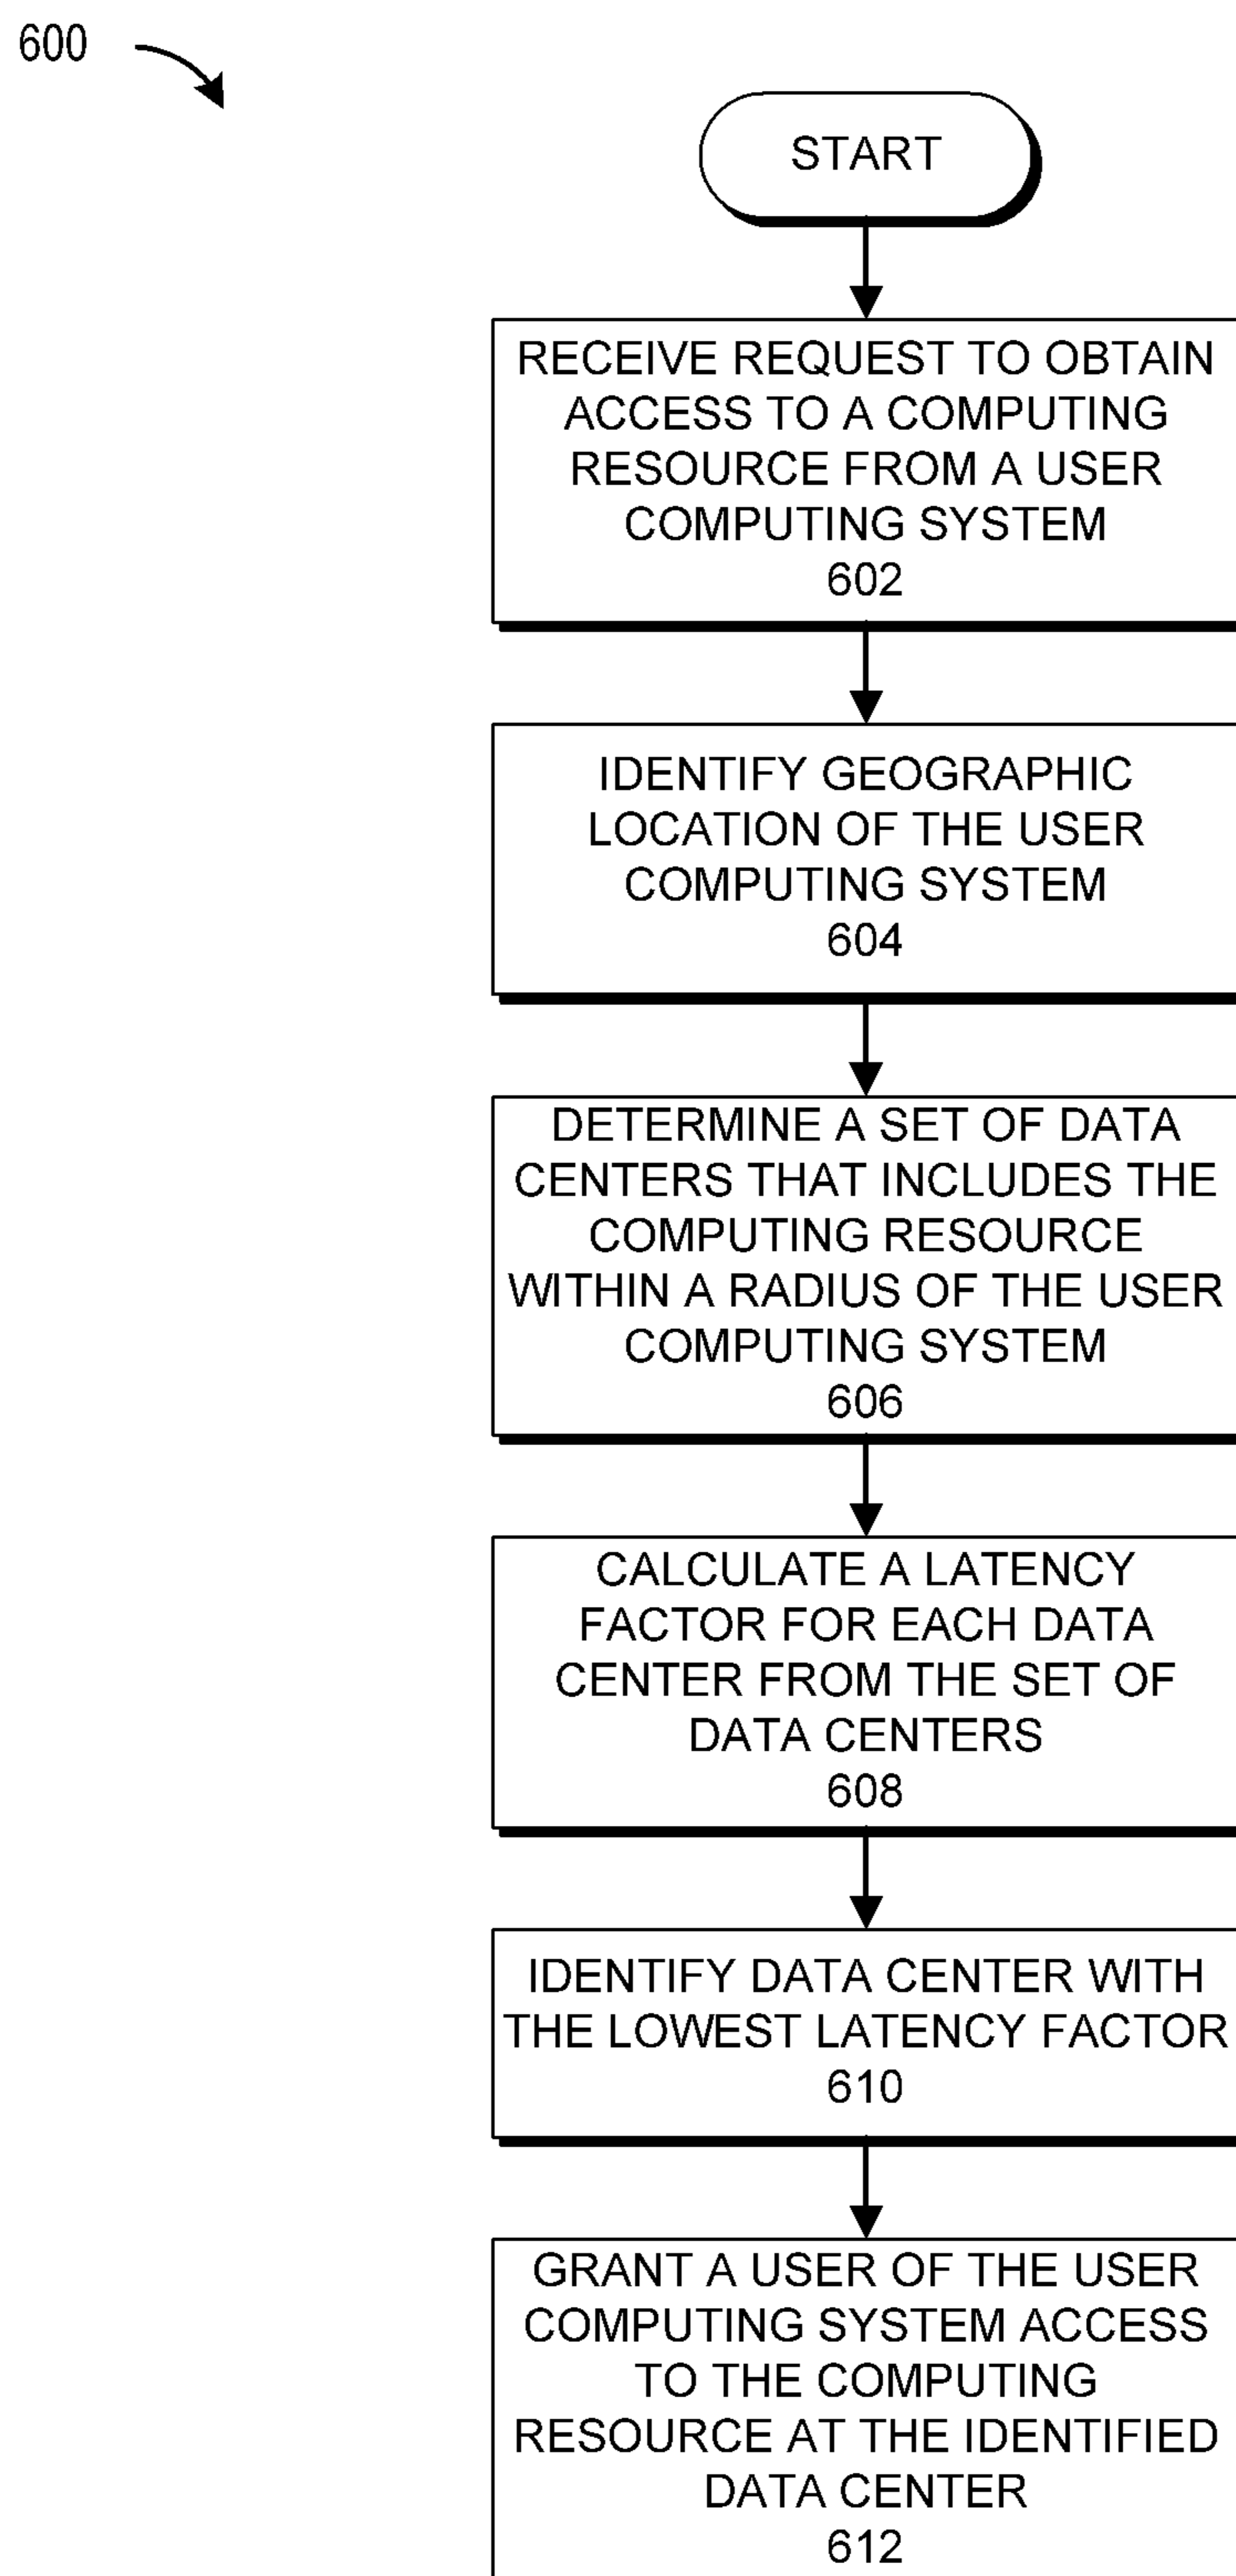 600
START
RECEIVE REQUEST TO OBTAIN
ACCESS TO A COMPUTING
RESOURCE FROM A USER
COMPUTING SYSTEM
602
IDENTIFY GEOGRAPHIC
LOCATION OF THE USER
COMPUTING SYSTEM
604
DETERMINE A SET OF DATA
CENTERS THAT INCLUDES THE
COMPUTING RESOURCE
WITHIN A RADIUS OF THE USER
COMPUTING SYSTEM
606
CALCULATE A LATENCY
FACTOR FOR EACH DATA
CENTER FROM THE SET OF
DATA CENTERS
608
IDENTIFY DATA CENTER WITH
THE LOWEST LATENCY FACTOR
610
GRANT A USER OF THE USER
COMPUTING SYSTEM ACCESS
TO THE COMPUTING
RESOURCE AT THE IDENTIFIED
DATA CENTER
612